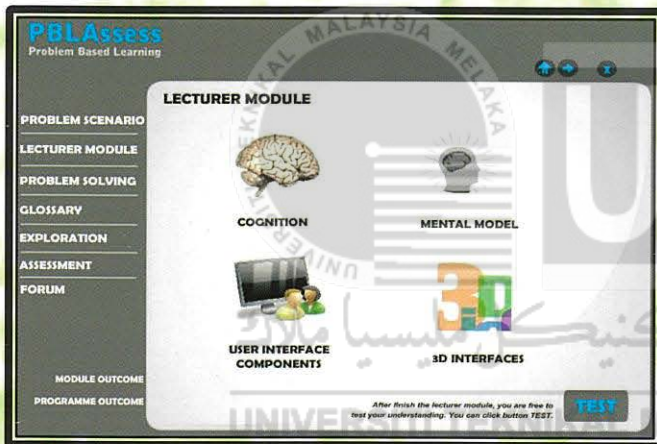 PBLAssess
Problem Based Learning
LECTURER MODULE
PROBLEM SCENARIO
LECTURER MODULE
PROBLEM SOLVING
GLOSSARY
EXPLORATION
ASSESSMENT
FORUM
MODULE OUTCOME
PROGRAMME OUTCOME
COGNITION
MENTAL MODEL
3D
USER INTERFACE
COMPONENTS
3D INTERFACES
After finish the lecturer module, you are free to
test your understanding. You can click button TEST.
TEST
X
MALAYSIA MELAKA
UNIVERSITI